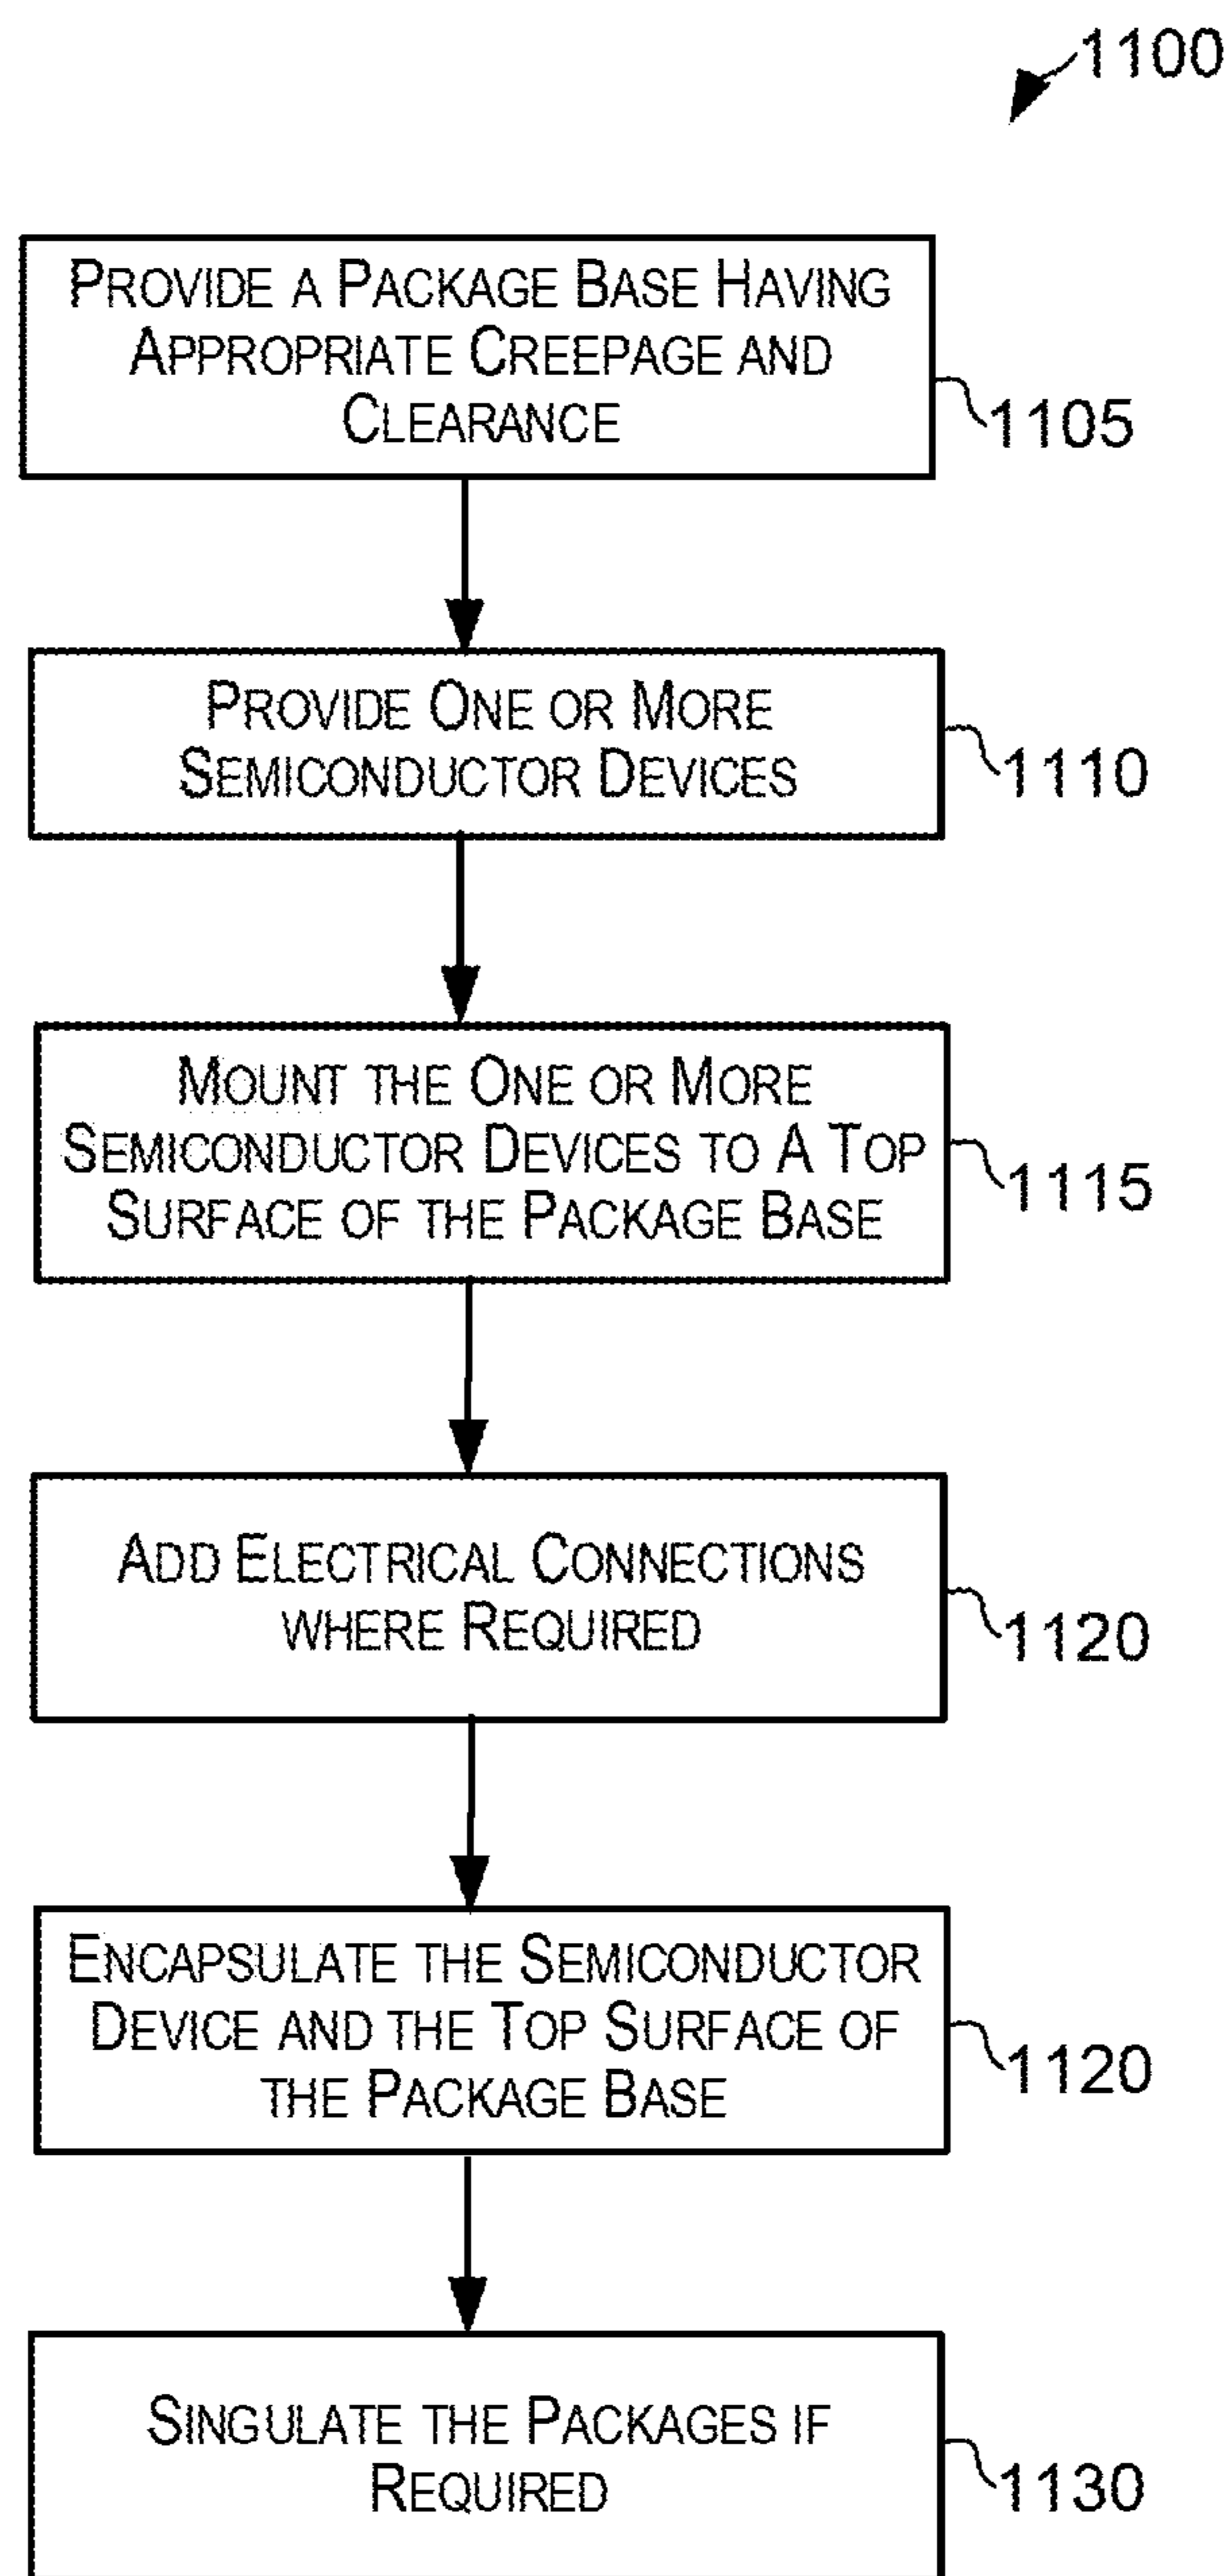 1100
PROVIDE A PACKAGE BASE HAVING
APPROPRIATE CREEPAGE AND
CLEARANCE
1105
PROVIDE ONE OR MORE
SEMICONDUCTOR DEVICES
1110
MOUNT THE ONE OR MORE
SEMICONDUCTOR DEVICES TO A TOP
SURFACE OF THE PACKAGE BASE
1115
ADD ELECTRICAL CONNECTIONS
WHERE REQUIRED
1120
ENCAPSULATE THE SEMICONDUCTOR
DEVICE AND THE TOP SURFACE OF
THE PACKAGE BASE
1120
SINGULATE THE PACKAGES IF
REQUIRED
1130